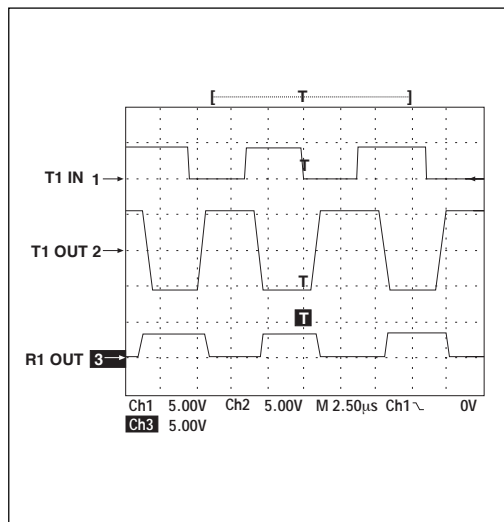 [ T ]
T
T1 IN 1
T1 OUT 2
T
T
R1 OUT 3
Ch1 5.00V Ch2 5.00V M 2.50µs Ch1 0V
Ch3 5.00V